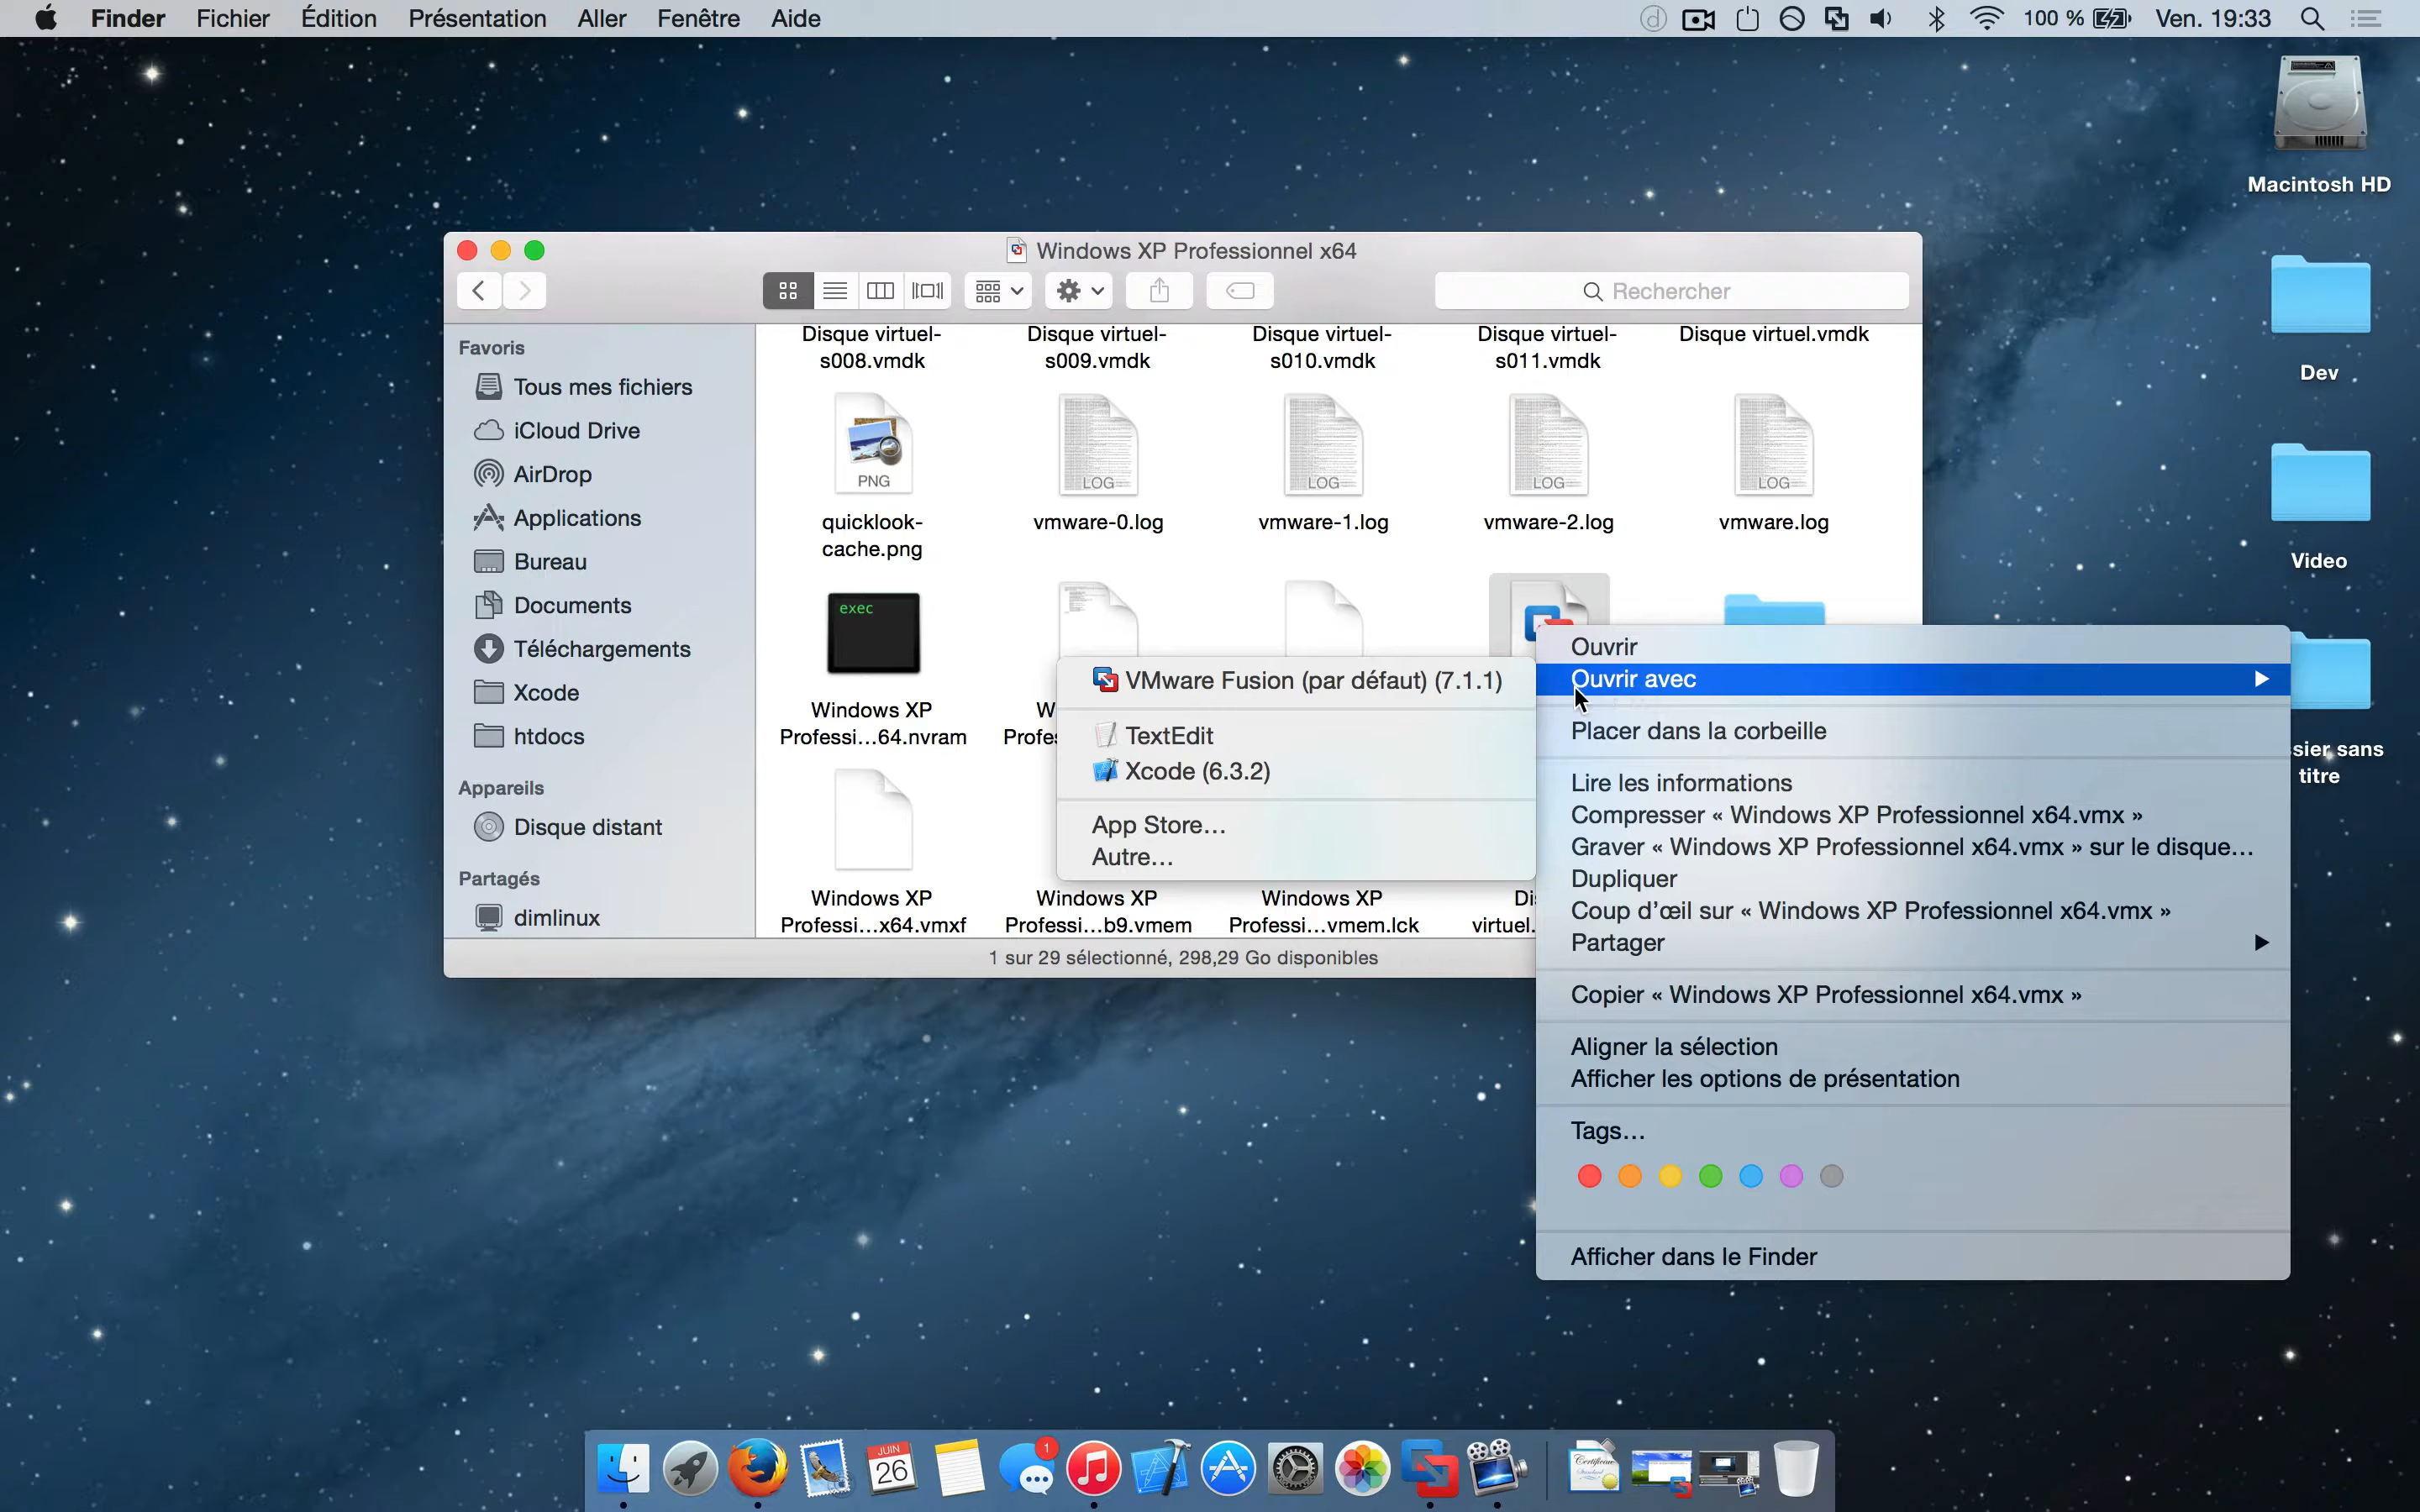 Finder Fichier Édition Présentation Aller Fenêtre Aide
100 % Ven. 19:33
Macintosh HD
Dev
Video
sier sans
titre
Windows XP Professionnel x64
Rechercher
Favoris
Tous mes fichiers
iCloud Drive
AirDrop
Applications
Bureau
Documents
Téléchargements
Xcode
htdocs
Appareils
Disque distant
Partagés
dimlinux
Disque virtuel-
s008.vmdk
Disque virtuel-
s009.vmdk
Disque virtuel-
s010.vmdk
Disque virtuel-
s011.vmdk
Disque virtuel.vmdk
PNG
quicklook-
cache.png
LOG
vmware-0.log
LOG
vmware-1.log
LOG
vmware-2.log
LOG
vmware.log
exec
Windows XP
Professi...64.nvram
W
Profes
Windows XP
Professi...x64.vmxf
Windows XP
Professi...b9.vmem
Windows XP
Professi...vmem.lck
Di
virtuel.
1 sur 29 sélectionné, 298,29 Go disponibles
VMware Fusion (par défaut) (7.1.1)
TextEdit
Xcode (6.3.2)
App Store...
Autre...
Ouvrir
Ouvrir avec
Placer dans la corbeille
Lire les informations
Compresser « Windows XP Professionnel x64.vmx »
Graver « Windows XP Professionnel x64.vmx » sur le disque...
Dupliquer
Coup d’œil sur « Windows XP Professionnel x64.vmx »
Partager
Copier « Windows XP Professionnel x64.vmx »
Aligner la sélection
Afficher les options de présentation
Tags...
Afficher dans le Finder
JUIN
26
1
Certificate